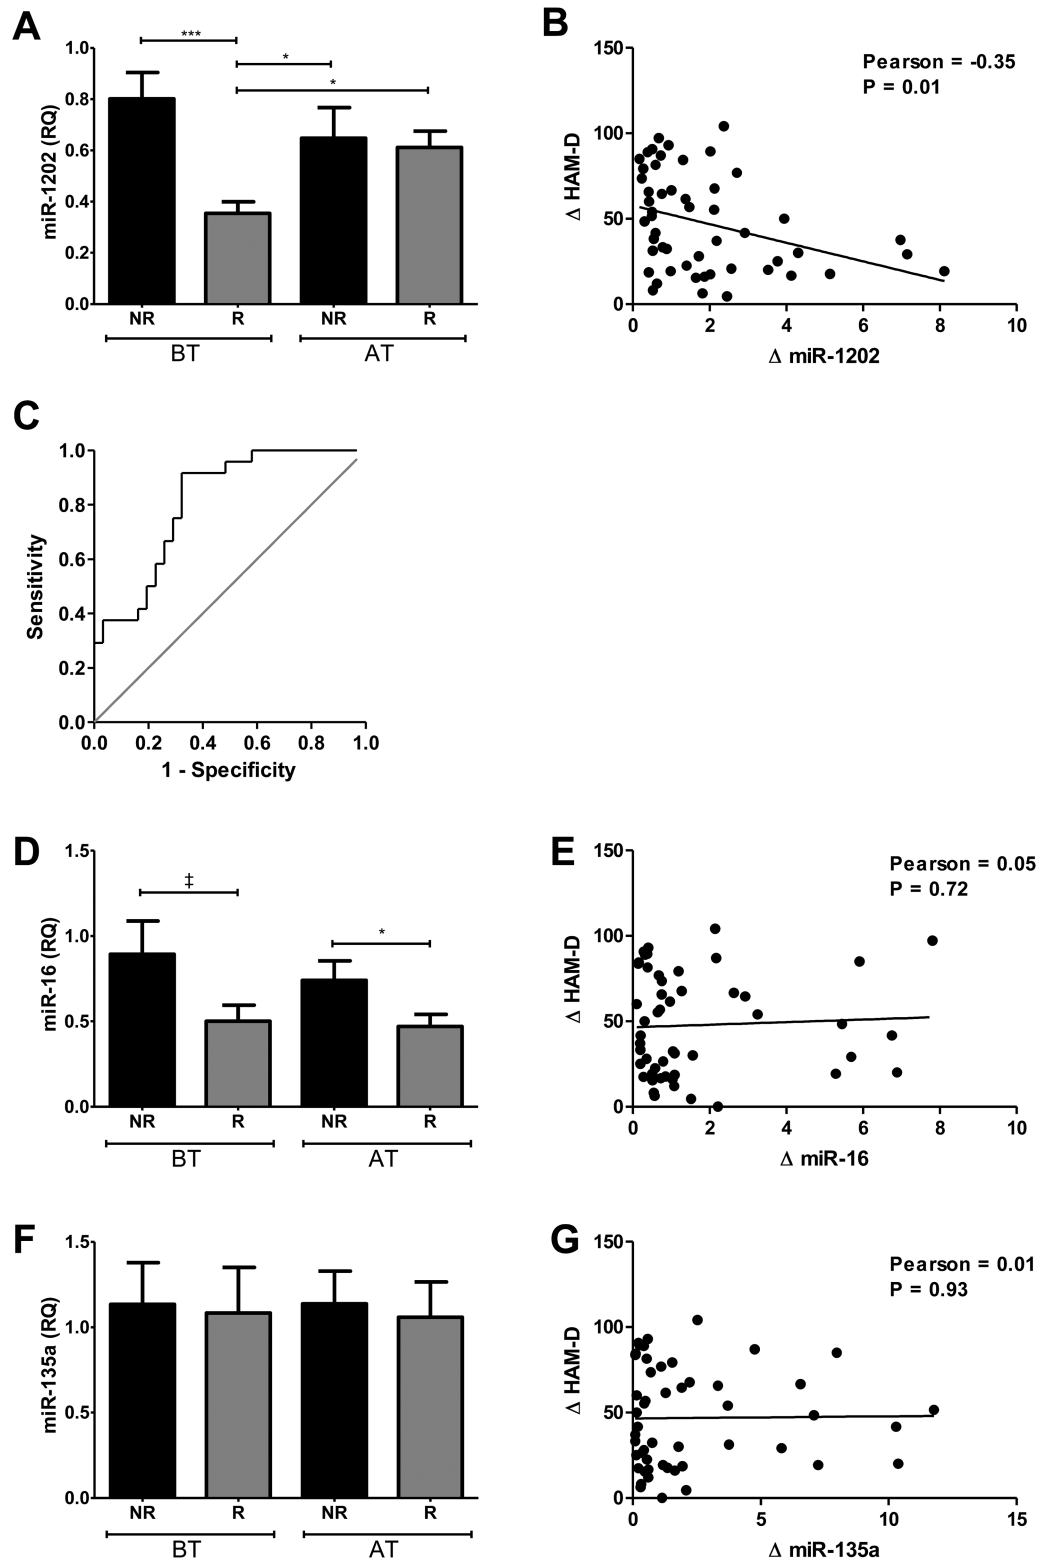 A
***
*
*
1.0
0.8
0.6
0.4
0.2
0.0
miR-1202 (RQ)
NR
R
NR
R
BT
AT
B
Pearson = -0.35
P = 0.01
150
100
50
0
Δ HAM-D
0
2
4
6
8
10
Δ miR-1202
C
1.0
0.8
0.6
0.4
0.2
0.0
Sensitivity
0.0
0.2
0.4
0.6
0.8
1.0
1 - Specificity
D
‡
*
1.5
1.0
0.5
0.0
miR-16 (RQ)
NR
R
NR
R
BT
AT
E
Pearson = 0.05
P = 0.72
150
100
50
0
Δ HAM-D
0
2
4
6
8
10
Δ miR-16
F
1.5
1.0
0.5
0.0
miR-135a (RQ)
NR
R
NR
R
BT
AT
G
Pearson = 0.01
P = 0.93
150
100
50
0
Δ HAM-D
0
5
10
15
Δ miR-135a